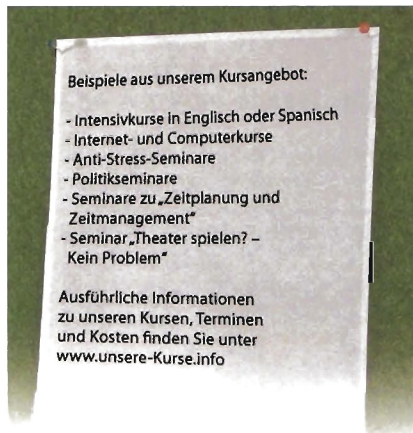 Beispiele aus unserem Kursangebot:
- Intensivkurse in Englisch oder Spanisch
- Internet- und Computerkurse
- Anti-Stress-Seminare
- Politikseminare
- Seminare zu „Zeitplanung und
Zeitmanagement“
- Seminar „Theater spielen? –
Kein Problem“
Ausführliche Informationen
zu unseren Kursen, Terminen
und Kosten finden Sie unter
www.unsere-Kurse.info